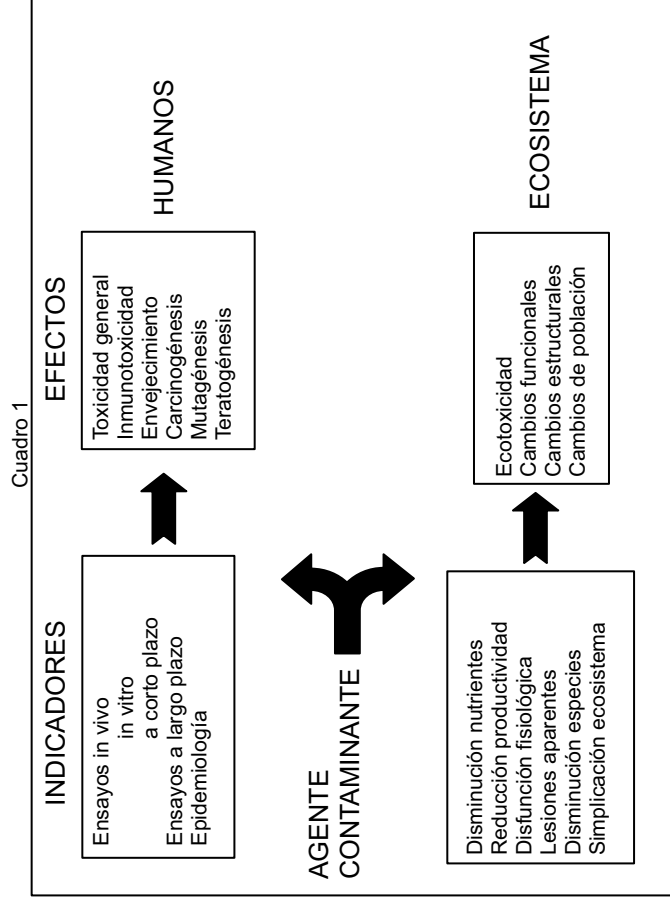 Cuadro 1
INDICADORES
EFECTOS
Ensayos in vivo
in vitro
a corto plazo
Ensayos a largo plazo
Epidemiología
Toxicidad general
Inmunotoxicidad
Envejecimiento
Carcinogénesis
Mutagénesis
Teratogénesis
HUMANOS
AGENTE
CONTAMINANTE
Disminución nutrientes
Reducción productividad
Disfunción fisiológica
Lesiones aparentes
Disminución especies
Simplicación ecosistema
Ecotoxicidad
Cambios funcionales
Cambios estructurales
Cambios de población
ECOSISTEMA